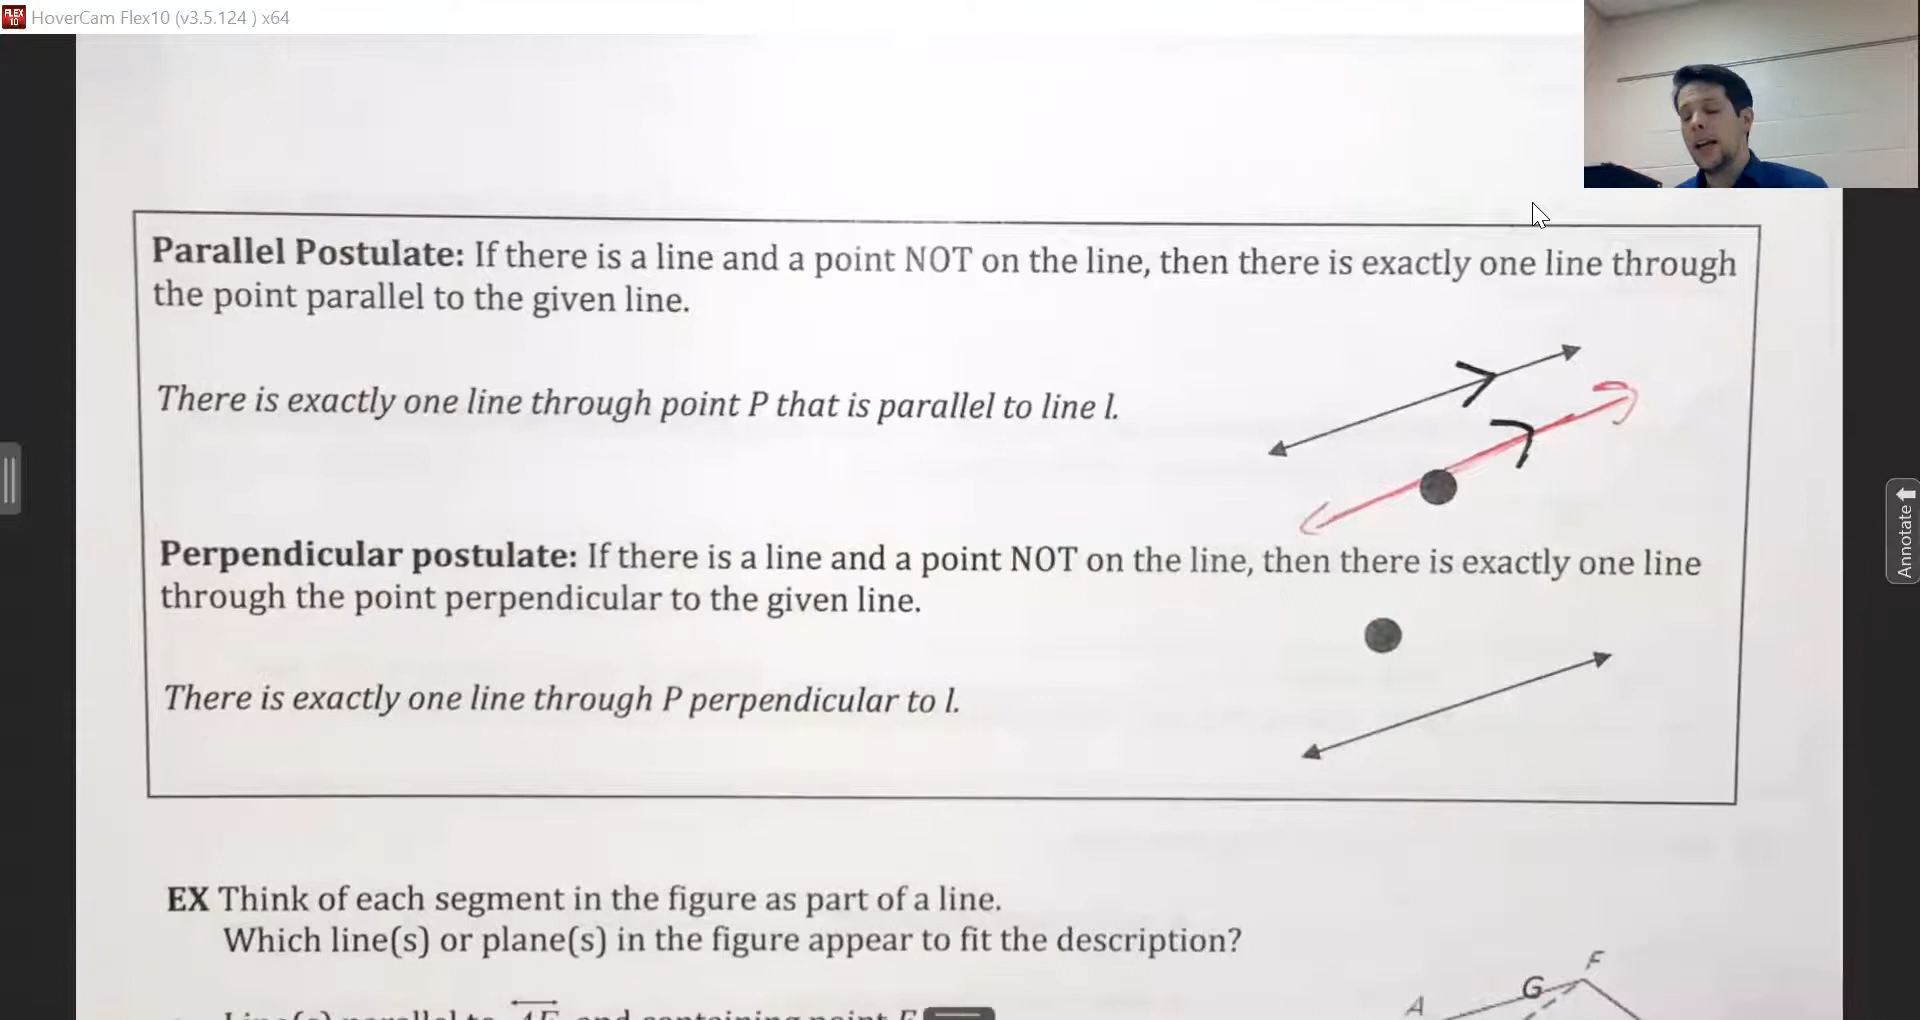 FLEX 10 HoverCam Flex10 (v3.5.124 ) x64
Parallel Postulate: If there is a line and a point NOT on the line, then there is exactly one line through
the point parallel to the given line.
There is exactly one line through point P that is parallel to line l.
Perpendicular postulate: If there is a line and a point NOT on the line, then there is exactly one line
through the point perpendicular to the given line.
There is exactly one line through P perpendicular to l.
EX Think of each segment in the figure as part of a line.
Which line(s) or plane(s) in the figure appear to fit the description?
F
G
A
and containing point
Annotate